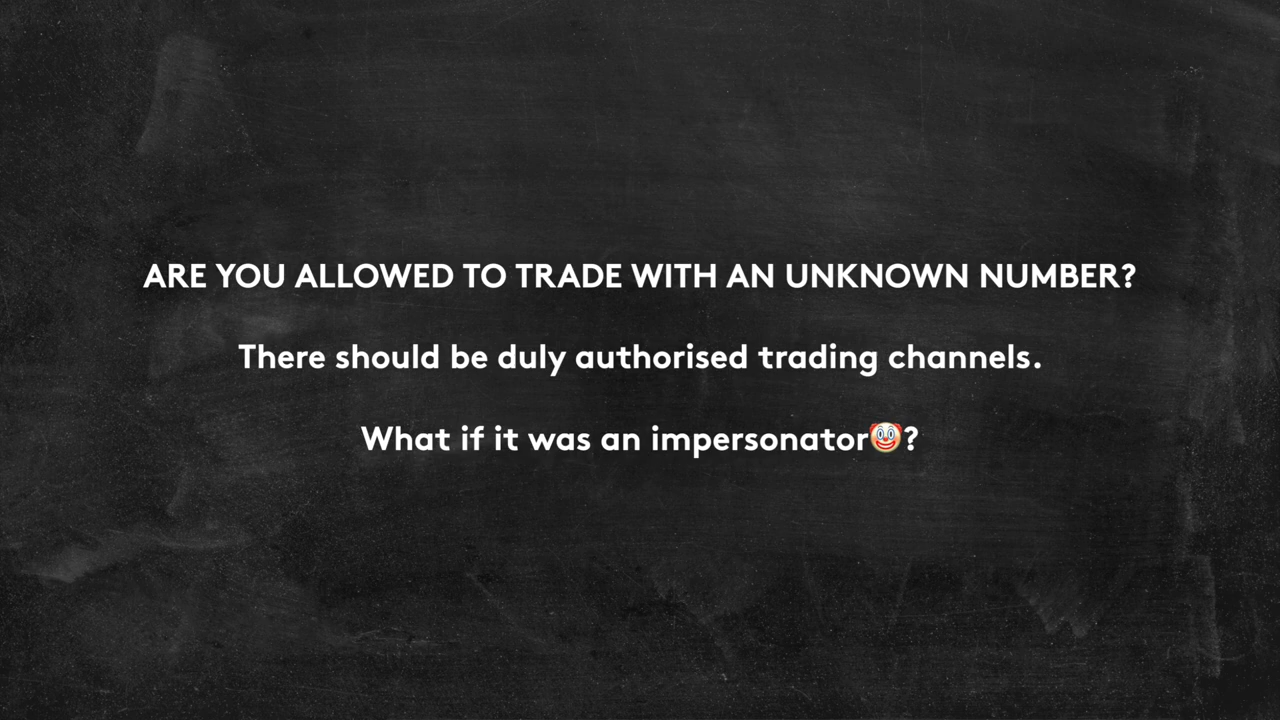 ARE YOU ALLOWED TO TRADE WITH AN UNKNOWN NUMBER?
There should be duly authorised trading channels.
What if it was an impersonator🤡?